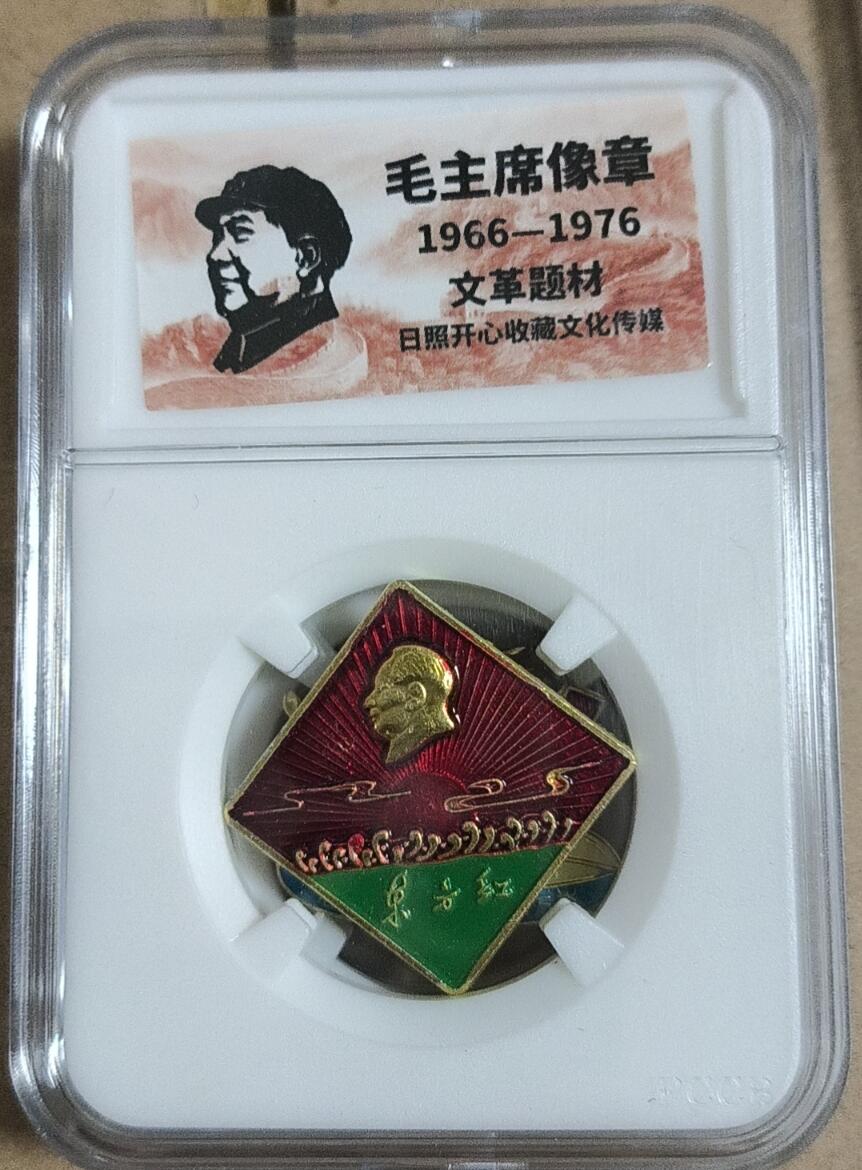 毛主席像章
1966—1976
文革题材
日照开心收藏文化传媒
东方红